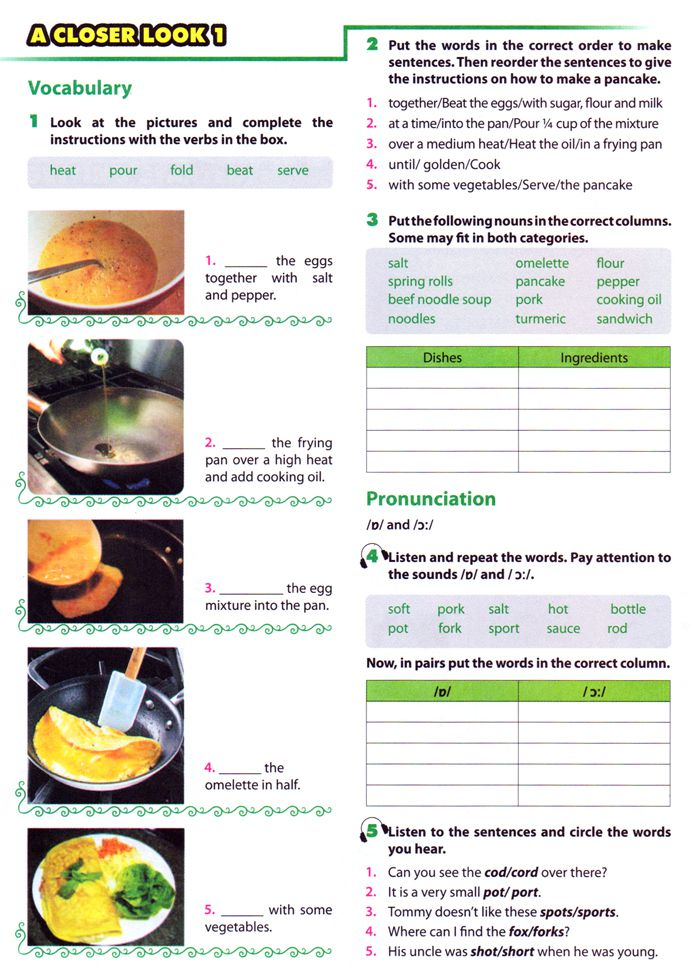 A CLOSER LOOK 1
Vocabulary
1 Look at the pictures and complete the
instructions with the verbs in the box.
heat pour fold beat serve
1. ______ the eggs
together with salt
and pepper.
2. ______ the frying
pan over a high heat
and add cooking oil.
3. _________ the egg
mixture into the pan.
4. ______ the
omelette in half.
5. ______ with some
vegetables.
2 Put the words in the correct order to make
sentences. Then reorder the sentences to give
the instructions on how to make a pancake.
1. together/Beat the eggs/with sugar, flour and milk
2. at a time/into the pan/Pour ¼ cup of the mixture
3. over a medium heat/Heat the oil/in a frying pan
4. until/ golden/Cook
5. with some vegetables/Serve/the pancake
3 Put the following nouns in the correct columns.
Some may fit in both categories.
salt omelette flour
spring rolls pancake pepper
beef noodle soup pork cooking oil
noodles turmeric sandwich
Dishes Ingredients
Pronunciation
/ɒ/ and /ɔː/
4 Listen and repeat the words. Pay attention to
the sounds /ɒ/ and / ɔː/.
soft pork salt hot bottle
pot fork sport sauce rod
Now, in pairs put the words in the correct column.
/ɒ/ / ɔː/
5 Listen to the sentences and circle the words
you hear.
1. Can you see the cod/cord over there?
2. It is a very small pot/ port.
3. Tommy doesn't like these spots/sports.
4. Where can I find the fox/forks?
5. His uncle was shot/short when he was young.